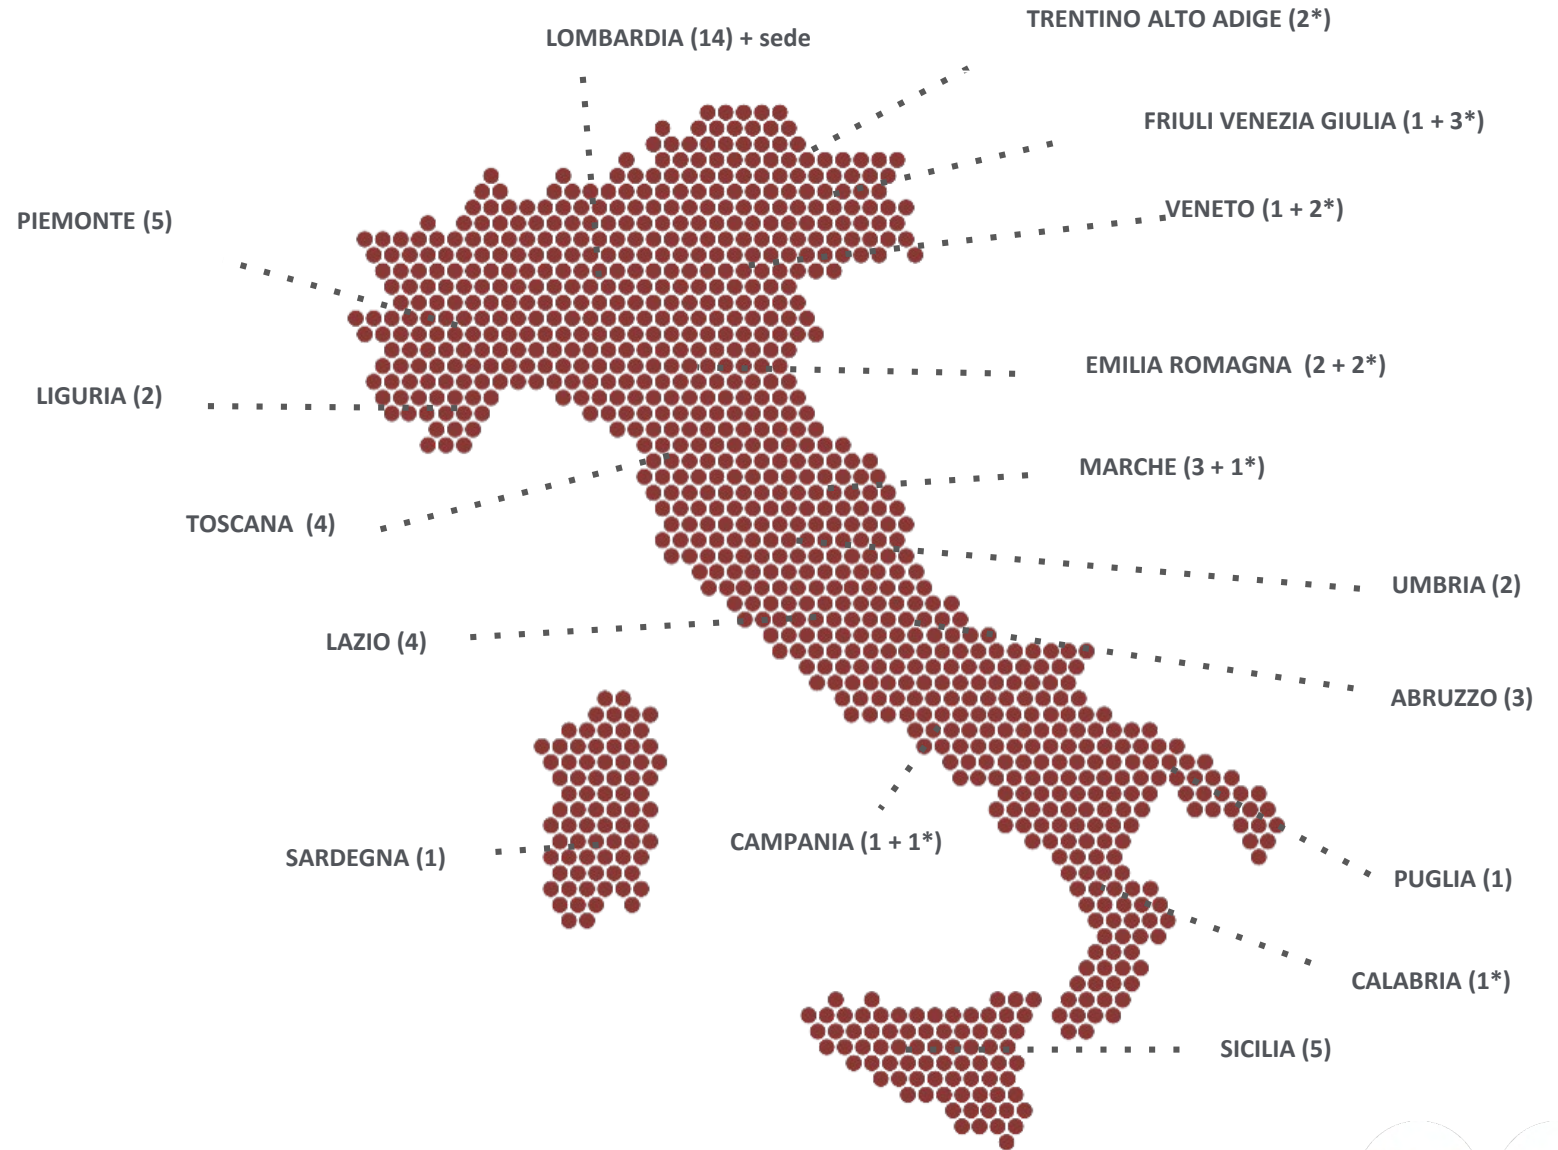 TRENTINO ALTO ADIGE (2*)
LOMBARDIA (14) + sede
FRIULI VENEZIA GIULIA (1 + 3*)
VENETO (1 + 2*)
PIEMONTE (5)
EMILIA ROMAGNA  (2 + 2*)
LIGURIA (2)
MARCHE (3 + 1*)
TOSCANA  (4)
UMBRIA (2)
LAZIO (4)
ABRUZZO (3)
CAMPANIA (1 + 1*)
SARDEGNA (1)
PUGLIA (1)
CALABRIA (1*)
SICILIA (5)